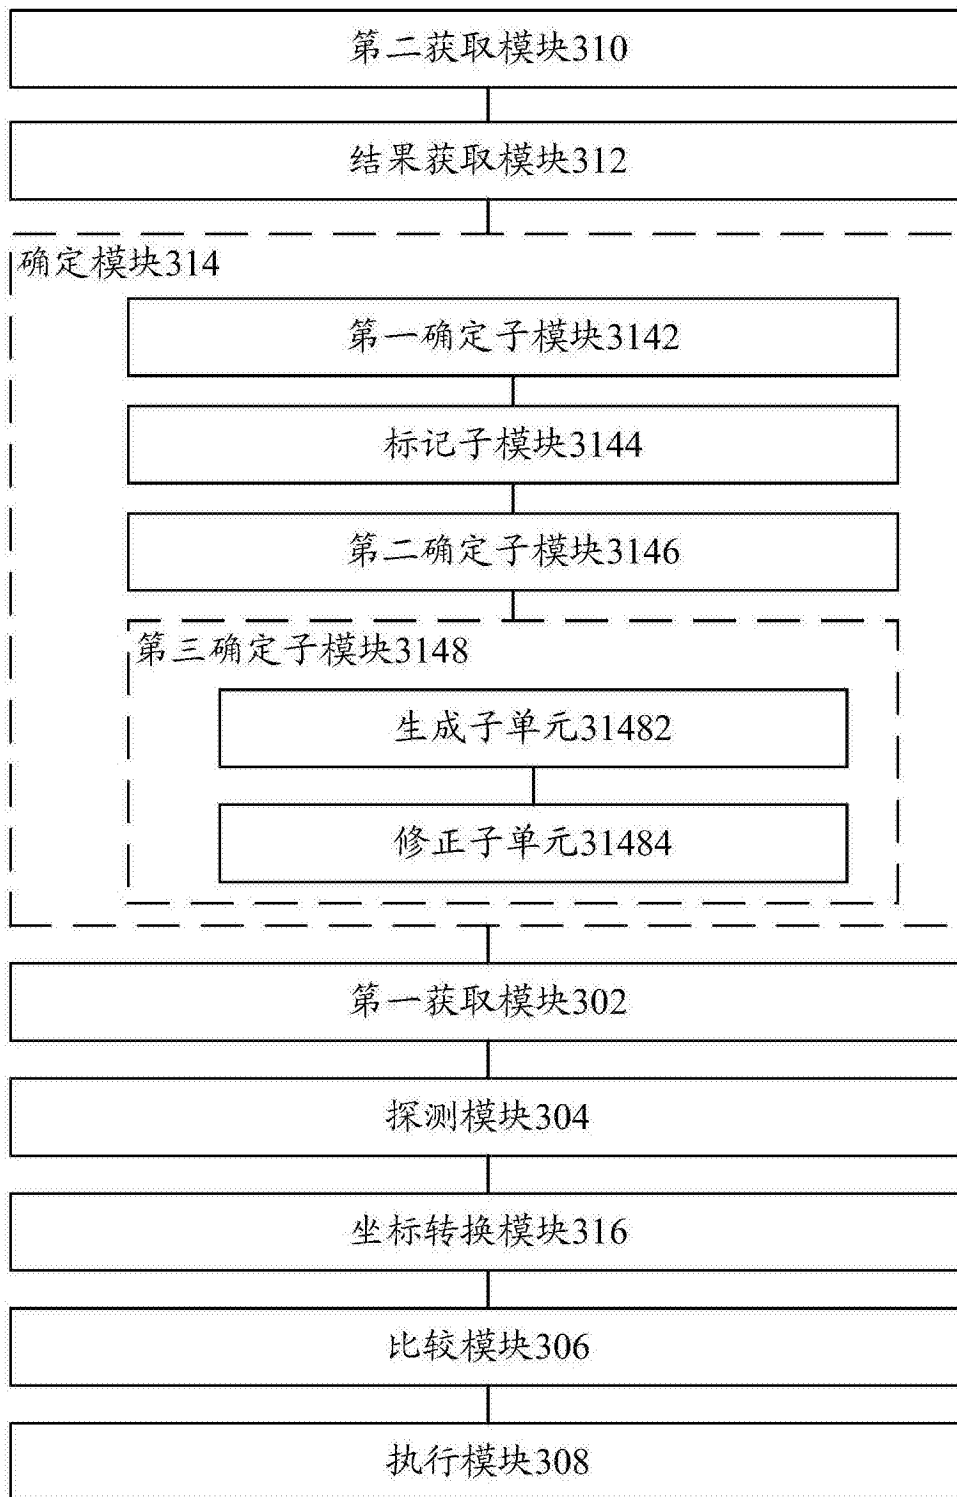 第二获取模块310
结果获取模块312
确定模块314
第一确定子模块3142
标记子模块3144
第二确定子模块3146
第三确定子模块3148
生成子单元31482
修正子单元31484
第一获取模块302
探测模块304
坐标转换模块316
比较模块306
执行模块308